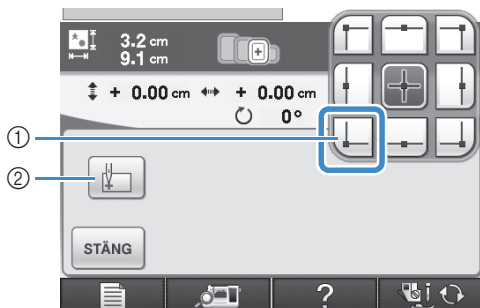 3.2 cm
9.1 cm
+ 0.00 cm + 0.00 cm
0°
①
②
STÄNG
?